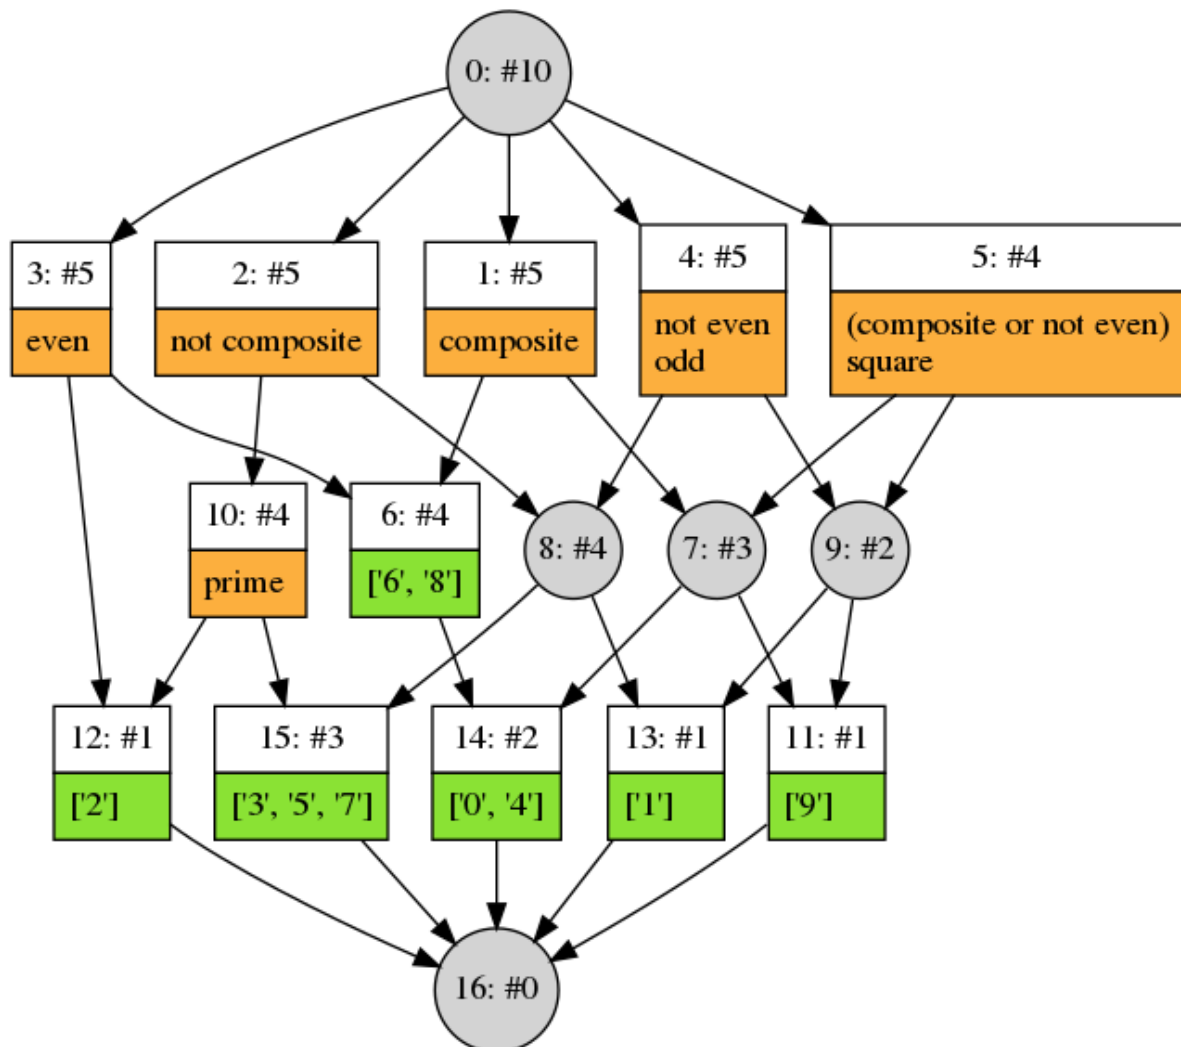 0: #10
3: #5
even
2: #5
not composite
1: #5
composite
4: #5
not even
odd
5: #4
(composite or not even)
square
10: #4
prime
6: #4
['6', '8']
8: #4
7: #3
9: #2
12: #1
['2']
15: #3
['3', '5', '7']
14: #2
['0', '4']
13: #1
['1']
11: #1
['9']
16: #0